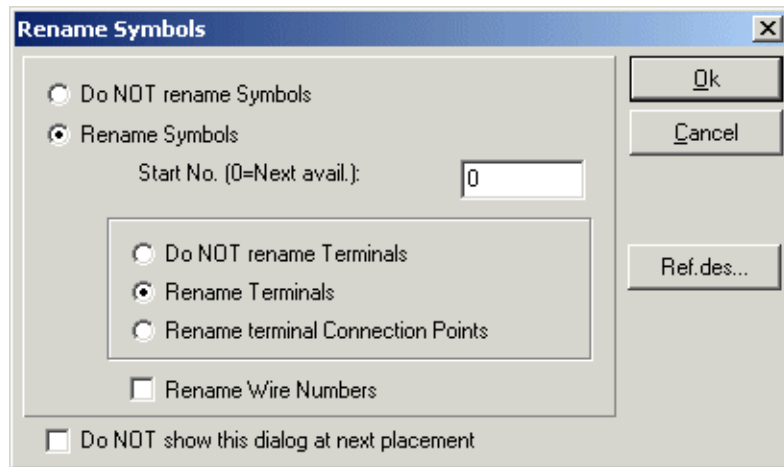 Rename Symbols
Do NOT rename Symbols
Rename Symbols
Start No. (0=Next avail.): 0
Do NOT rename Terminals
Rename Terminals
Rename terminal Connection Points
Rename Wire Numbers
Do NOT show this dialog at next placement
Ok
Cancel
Ref.des...